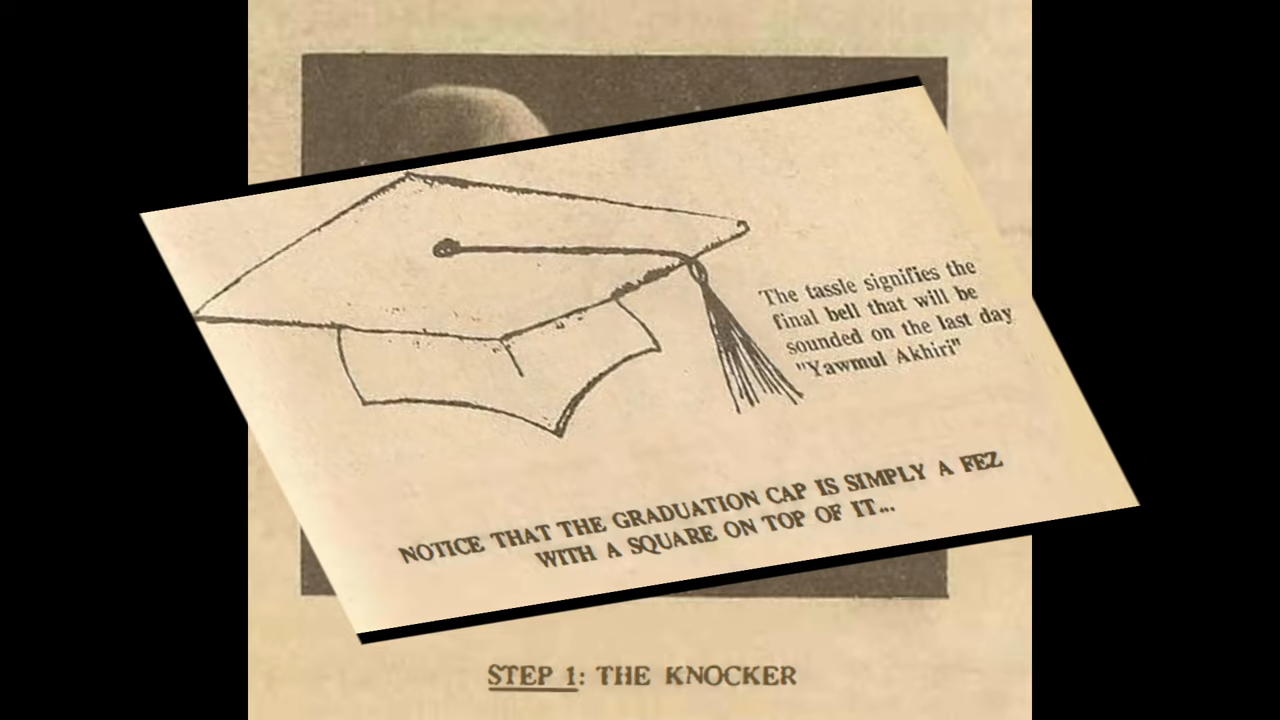 The tassle signifies the
final bell that will be
sounded on the last day
"Yawmul Akhiri"
NOTICE THAT THE GRADUATION CAP IS SIMPLY A FEZ
WITH A SQUARE ON TOP OF IT...
STEP 1: THE KNOCKER